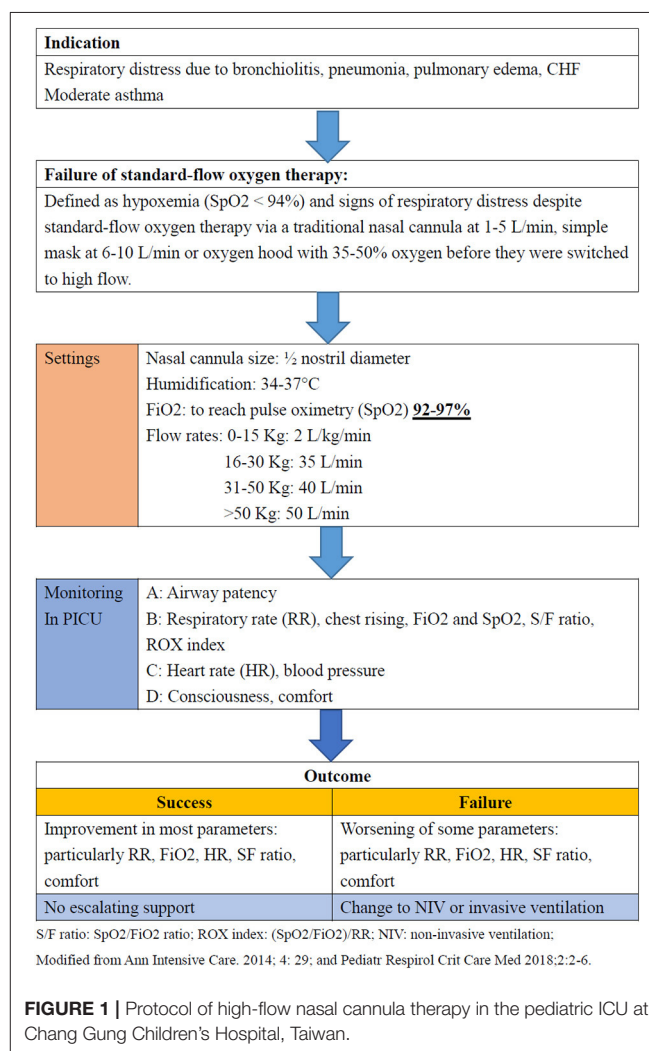 Indication
Respiratory distress due to bronchiolitis, pneumonia, pulmonary edema, CHF
Moderate asthma
Failure of standard-flow oxygen therapy:
Defined as hypoxemia (SpO2 < 94%) and signs of respiratory distress despite
standard-flow oxygen therapy via a traditional nasal cannula at 1-5 L/min, simple
mask at 6-10 L/min or oxygen hood with 35-50% oxygen before they were switched
to high flow.
Settings
Nasal cannula size: ½ nostril diameter
Humidification: 34-37°C
FiO2: to reach pulse oximetry (SpO2) 92-97%
Flow rates: 0-15 Kg: 2 L/kg/min
16-30 Kg: 35 L/min
31-50 Kg: 40 L/min
>50 Kg: 50 L/min
Monitoring
In PICU
A: Airway patency
B: Respiratory rate (RR), chest rising, FiO2 and SpO2, S/F ratio,
ROX index
C: Heart rate (HR), blood pressure
D: Consciousness, comfort
Outcome
Success
Failure
Improvement in most parameters:
particularly RR, FiO2, HR, SF ratio,
comfort
Worsening of some parameters:
particularly RR, FiO2, HR, SF ratio,
comfort
No escalating support
Change to NIV or invasive ventilation
S/F ratio: SpO2/FiO2 ratio; ROX index: (SpO2/FiO2)/RR; NIV: non-invasive ventilation;
Modified from Ann Intensive Care. 2014; 4: 29; and Pediatr Respirol Crit Care Med 2018;2:2-6.
FIGURE 1 | Protocol of high-flow nasal cannula therapy in the pediatric ICU at
Chang Gung Children's Hospital, Taiwan.